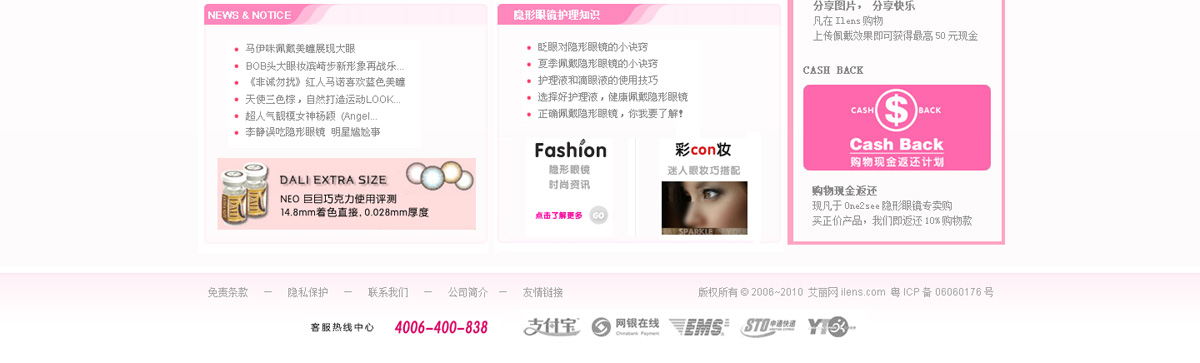 NEWS & NOTICE
马伊咪佩戴美瞳展现大眼
BOB头大眼妆滨崎步新形象再战乐...
《非诚勿扰》红人马诺喜欢蓝色美瞳
天使三色棕，自然打造运动LOOK...
超人气靓模女神杨颖 (Angel...
李静误吃隐形眼镜 明星尴尬事
DALI EXTRA SIZE
NEO 巨目巧克力使用评测
14.8mm着色直接, 0.028mm厚度
隐形眼镜护理知识
眨眼对隐形眼镜的小诀窍
夏季佩戴隐形眼镜的小诀窍
护理液和滴眼液的使用技巧
选择好护理液，健康佩戴隐形眼镜
正确佩戴隐形眼镜，你我要了解！
Fashion
隐形眼镜
时尚资讯
点击了解更多 GO
彩con妆
迷人眼妆巧搭配
SPARKLE
分享图片， 分享快乐
凡在 Ilens 购物
上传佩戴效果即可获得最高 50 元现金
CASH BACK
CASH $ BACK
Cash Back
购物现金返还计划
购物现金返还
现凡于 One2see 隐形眼镜专卖购
买正价产品，我们即返还 10% 购物款
免责条款 — 隐私保护 — 联系我们 — 公司简介 — 友情链接
版权所有 © 2006~2010 艾丽网 ilens.com 粤 ICP 备 06060176 号
客服热线中心 4006-400-838
支付宝 网银在线 Chinabank Payment EMS STO 申通快递 YTO